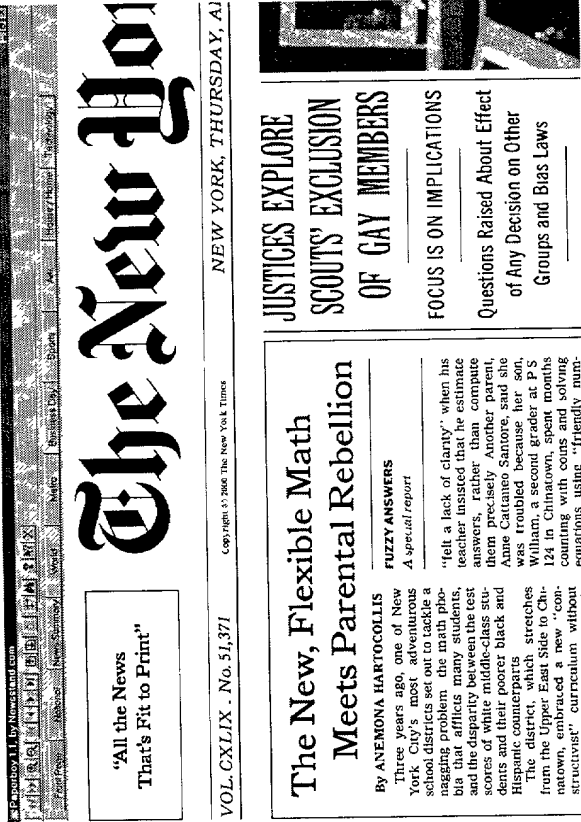 Paperboy 1.1, by Newsstand.com
Front Page
National
News Summary
World
Metro
Business Day
Sports
Art
House / Home
Technology
"All the News
That's Fit to Print"
The New Yor
VOL. CXLIX . No. 51,371
Copyright © 2000 The New York Times
NEW YORK, THURSDAY, A
The New, Flexible Math
Meets Parental Rebellion
By ANEMONA HARTOCOLLIS
Three years ago, one of New
York City's most adventurous
school districts set out to tackle a
nagging problem the math pho-
bia that afflicts many students,
and the disparity between the test
scores of white middle-class stu-
dents and their poorer black and
Hispanic counterparts
The district, which stretches
from the Upper East Side to Chi-
natown, embraced a new "con-
structivist" curriculum without
FUZZY ANSWERS
A special report
"felt a lack of clarity" when his
teacher insisted that he estimate
answers, rather than compute
them precisely Another parent,
Anne Cattaneo Santore, said she
was troubled because her son,
William, a second grader at P S
124 in Chinatown, spent months
counting with coins and solving
equations using "friendly num-
JUSTICES EXPLORE
SCOUTS' EXCLUSION
OF GAY MEMBERS
FOCUS IS ON IMPLICATIONS
Questions Raised About Effect
of Any Decision on Other
Groups and Bias Laws